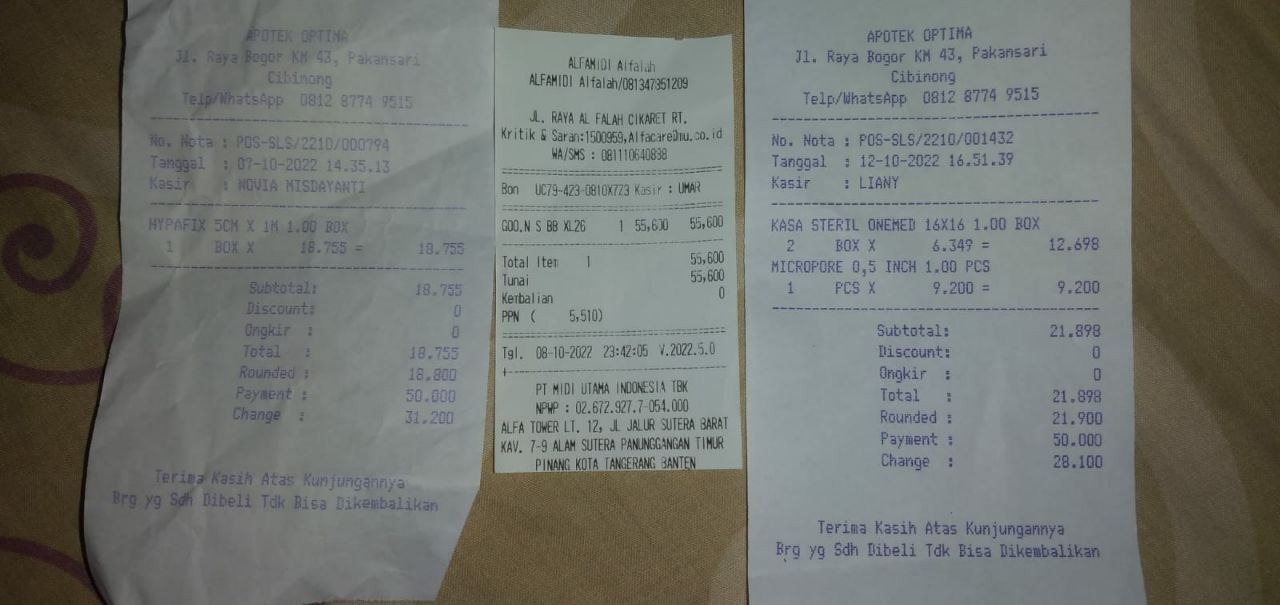 APOTEK OPTIMA
Jl. Raya Bogor KM 43, Pakansari
Cibinong
Telp/WhatsApp 0812 8774 9515
No. Nota : POS-SLS/2210/000794
Tanggal : 07-10-2022 14.35.13
Kasir : NOVIA MISDAYANTI
HYPAFIX 5CM X 1M 1.00 BOX
1 BOX X 18.755 = 18.755
Subtotal: 18.755
Discount: 0
Ongkir : 0
Total : 18.755
Rounded : 18.800
Payment : 50.000
Change : 31.200
Terima Kasih Atas Kunjungannya
Brg yg Sdh Dibeli Tdk Bisa Dikembalikan
ALFAMIDI Alfalah
ALFAMIDI Alfalah/081347351209
JL. RAYA AL FALAH CIKARET RT.
Kritik & Saran:1500959,Alfacare@mu.co.id
WA/SMS : 081110640888
Bon UC79-423-0810X7Z3 Kasir : UMAR
GOO.N S BB XL26 1 55,600 55,600
Total Item 1 55,600
Tunai 55,600
Kembalian 0
PPN ( 5,510)
Tgl. 08-10-2022 23:42:05 V.2022.5.0
PT MIDI UTAMA INDONESIA TBK
NPWP : 02.672.927.7-054.000
ALFA TOWER LT. 12, JL JALUR SUTERA BARAT
KAV. 7-9 ALAM SUTERA PANUNGGANGAN TIMUR
PINANG KOTA TANGERANG BANTEN
APOTEK OPTIMA
Jl. Raya Bogor KM 43, Pakansari
Cibinong
Telp/WhatsApp 0812 8774 9515
No. Nota : POS-SLS/2210/001432
Tanggal : 12-10-2022 16.51.39
Kasir : LIANY
KASA STERIL ONEMED 16X16 1.00 BOX
2 BOX X 6.349 = 12.698
MICROPORE 0,5 INCH 1.00 PCS
1 PCS X 9.200 = 9.200
Subtotal: 21.898
Discount: 0
Ongkir : 0
Total : 21.898
Rounded : 21.900
Payment : 50.000
Change : 28.100
Terima Kasih Atas Kunjungannya
Brg yg Sdh Dibeli Tdk Bisa Dikembalikan